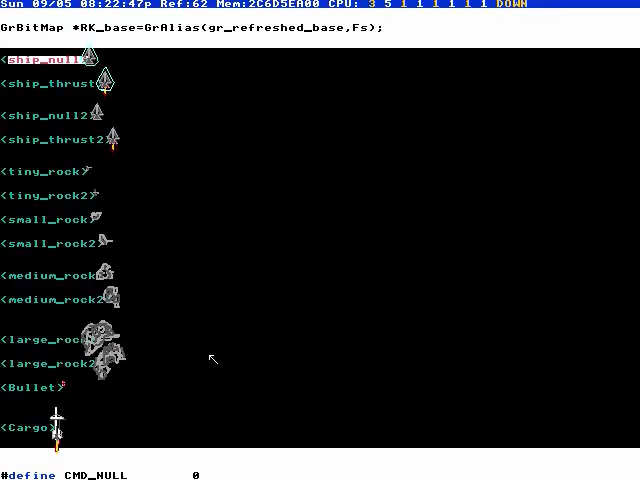 Sun 09/05 08:22:47p Ref:62 Mem:2C6D5EA00 CPU: 3 5 1 1 1 1 1 1 DOWN
GrBitMap *RK_base=GrAlias(gr_refreshed_base,Fs);
<ship_null
<ship_thrust
<ship_null2>
<ship_thrust2>
<tiny_rock>
<tiny_rock2>
<small_rock>
<small_rock2>
<medium_rock
<medium_rock2
<large_rock
<large_rock2
<Bullet>
<Cargo>
#define CMD_NULL 0